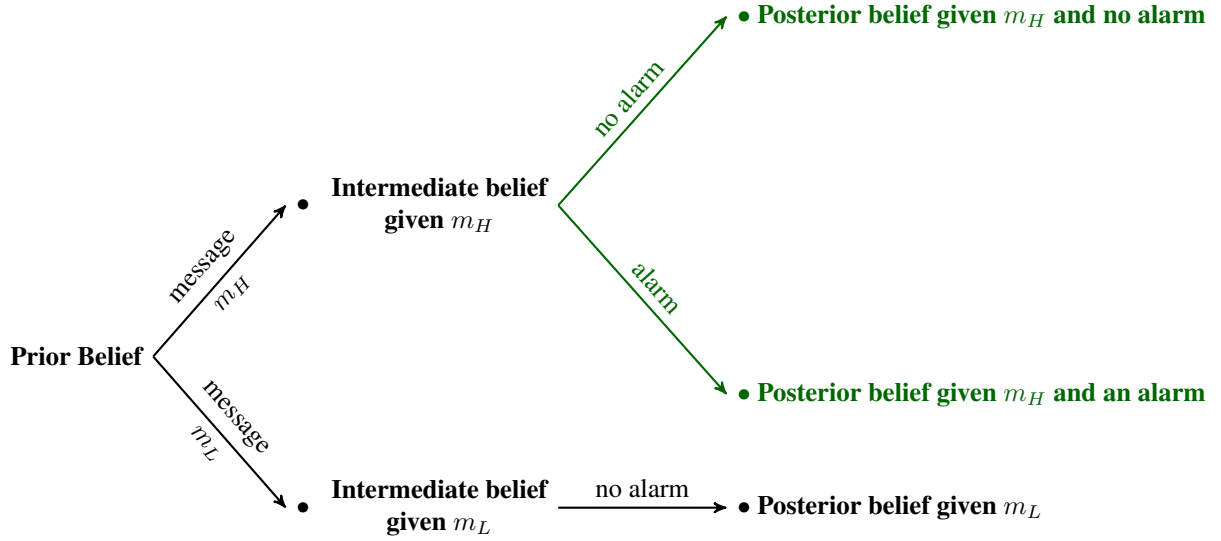 Posterior belief given m_H and no alarm
no alarm
Intermediate belief
given m_H
message
m_H
alarm
Prior Belief
Posterior belief given m_H and an alarm
message
m_L
Intermediate belief
given m_L
no alarm
Posterior belief given m_L